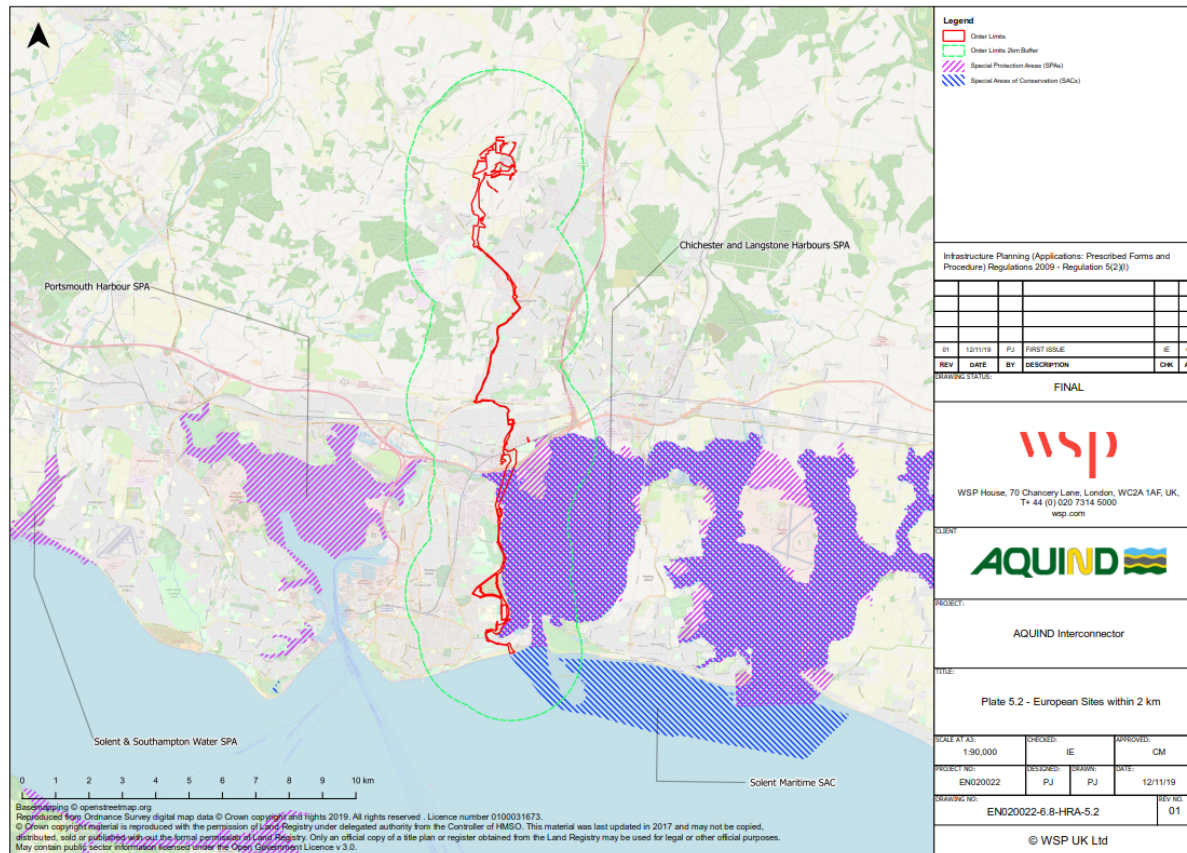 Legend
Order Limits
Order Limits 2km Buffer
Special Protection Areas (SPAs)
Special Areas of Conservation (SACs)
Portsmouth Harbour SPA
Chichester and Langstone Harbours SPA
Solent & Southampton Water SPA
Solent Maritime SAC
0 1 2 3 4 5 6 7 8 9 10 km
Basemapping © openstreetmap.org
Reproduced from Ordnance Survey digital map data © Crown copyright and rights 2019. All rights reserved . Licence number 0100031673.
© Crown copyright material is reproduced with the permission of Land Registry under delegated authority from the Controller of HMSO. This material was last updated in 2017 and may not be copied,
distributed, sold or published with out the formal permission of Land Registry. Only an official copy of a title plan or register obtained from the Land Registry may be used for legal or other official purposes.
May contain public sector information licensed under the Open Government Licence v 3.0.
Infrastructure Planning (Applications: Prescribed Forms and
Procedure) Regulations 2009 - Regulation 5(2)(l)
01 12/11/19 PJ FIRST ISSUE IE
REV DATE BY DESCRIPTION CHK
DRAWING STATUS:
FINAL
wsp
WSP House, 70 Chancery Lane, London, WC2A 1AF, UK,
T+ 44 (0) 020 7314 5000
wsp.com
CLIENT
AQUIND
PROJECT:
AQUIND Interconnector
TITLE:
Plate 5.2 - European Sites within 2 km
SCALE AT A3: CHECKED: APPROVED:
1:90,000 IE CM
PROJECT NO: DESIGNED: DRAWN: DATE:
EN020022 PJ PJ 12/11/19
DRAWING NO: REV NO.
EN020022-6.8-HRA-5.2 01
© WSP UK Ltd